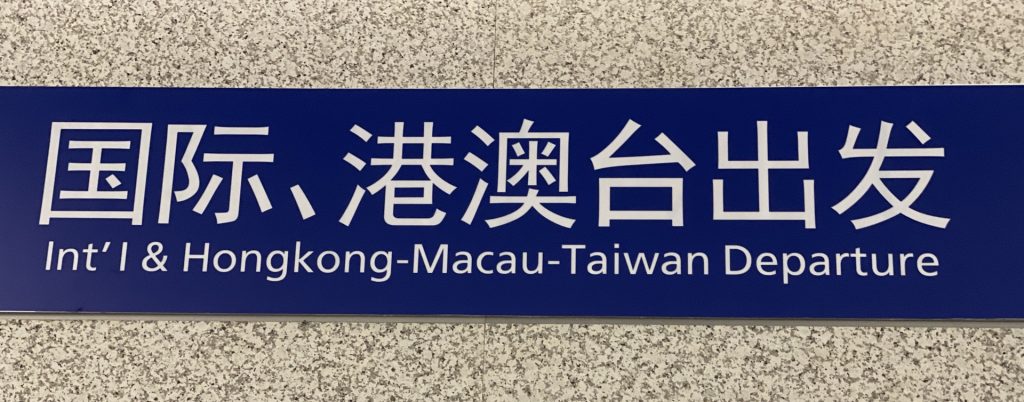 国际、港澳台出发
Int' l & Hongkong-Macau-Taiwan Departure